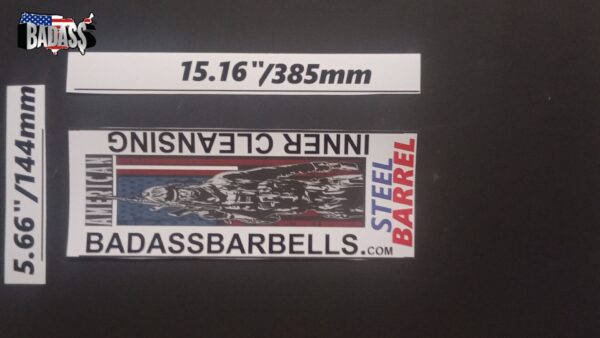 BADASS
15.16"/385mm
5.66"/144mm
INNER CLEANSING
AMERICAN
STEEL
BARREL
BADASSBARBELLS.COM